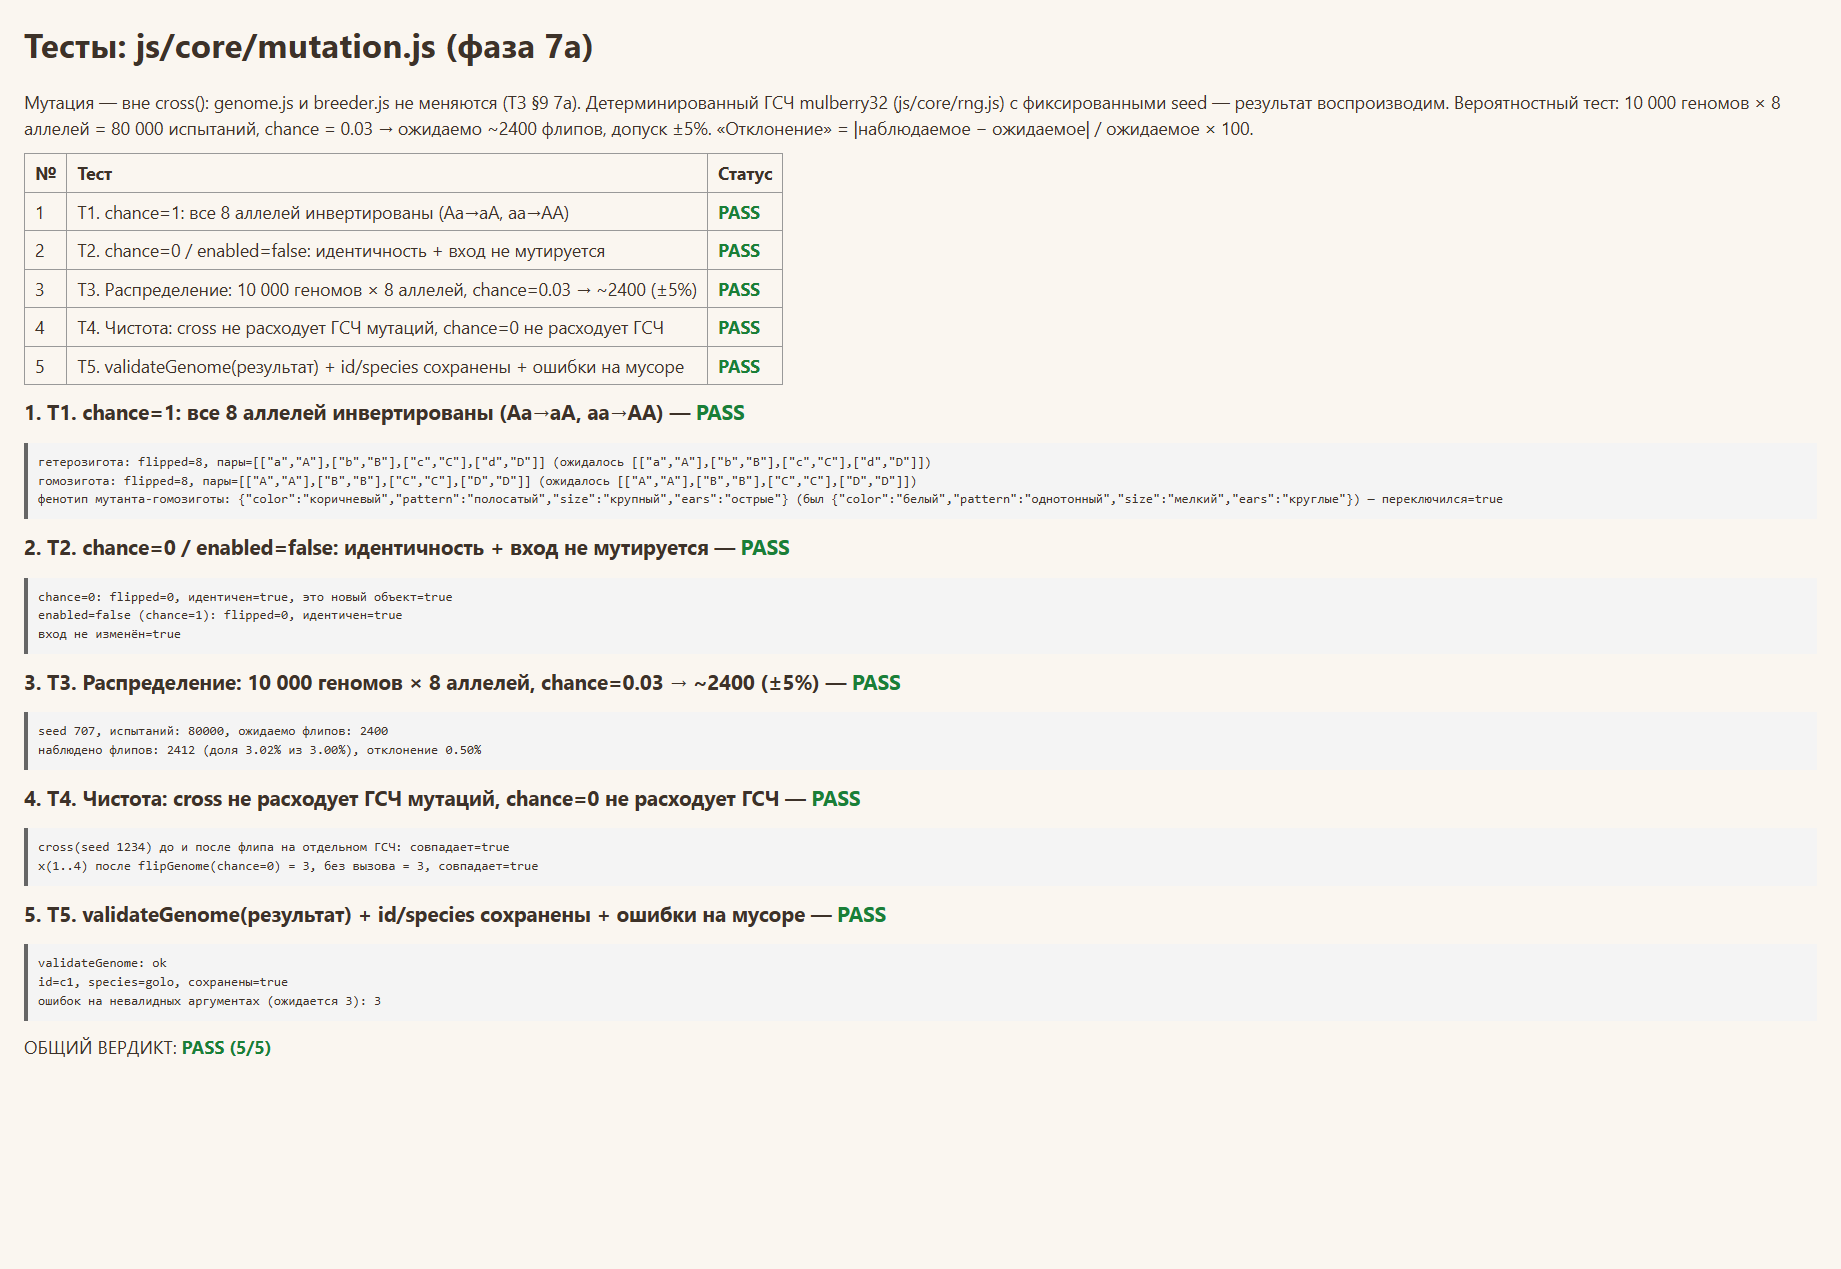 Тесты: js/core/mutation.js (фаза 7a)
Мутация — вне cross(): genome.js и breeder.js не меняются (ТЗ §9 7a). Детерминированный ГСЧ mulberry32 (js/core/rng.js) с фиксированными seed — результат воспроизводим. Вероятностный тест: 10 000 геномов × 8
аллелей = 80 000 испытаний, chance = 0.03 → ожидаемо ~2400 флипов, допуск ±5%. «Отклонение» = |наблюдаемое − ожидаемое| / ожидаемое × 100.
№ Тест Статус
1 T1. chance=1: все 8 аллелей инвертированы (Aa→aA, aa→AA) PASS
2 T2. chance=0 / enabled=false: идентичность + вход не мутируется PASS
3 T3. Распределение: 10 000 геномов × 8 аллелей, chance=0.03 → ~2400 (±5%) PASS
4 T4. Чистота: cross не расходует ГСЧ мутаций, chance=0 не расходует ГСЧ PASS
5 T5. validateGenome(результат) + id/species сохранены + ошибки на мусоре PASS
1. T1. chance=1: все 8 аллелей инвертированы (Aa→aA, aa→AA) — PASS
гетерозигота: flipped=8, пары=[["a","A"],["b","B"],["c","C"],["d","D"]] (ожидалось [["a","A"],["b","B"],["c","C"],["d","D"]])
гомозигота: flipped=8, пары=[["A","A"],["B","B"],["C","C"],["D","D"]] (ожидалось [["A","A"],["B","B"],["C","C"],["D","D"]])
фенотип мутанта-гомозиготы: {"color":"коричневый","pattern":"полосатый","size":"крупный","ears":"острые"} (был {"color":"белый","pattern":"однотонный","size":"мелкий","ears":"круглые"}) — переключился=true
2. T2. chance=0 / enabled=false: идентичность + вход не мутируется — PASS
chance=0: flipped=0, идентичен=true, это новый объект=true
enabled=false (chance=1): flipped=0, идентичен=true
вход не изменён=true
3. T3. Распределение: 10 000 геномов × 8 аллелей, chance=0.03 → ~2400 (±5%) — PASS
seed 707, испытаний: 80000, ожидаемо флипов: 2400
наблюдено флипов: 2412 (доля 3.02% из 3.00%), отклонение 0.50%
4. T4. Чистота: cross не расходует ГСЧ мутаций, chance=0 не расходует ГСЧ — PASS
cross(seed 1234) до и после флипа на отдельном ГСЧ: совпадает=true
x(1..4) после flipGenome(chance=0) = 3, без вызова = 3, совпадает=true
5. T5. validateGenome(результат) + id/species сохранены + ошибки на мусоре — PASS
validateGenome: ok
id=c1, species=golo, сохранены=true
ошибок на невалидных аргументах (ожидается 3): 3
ОБЩИЙ ВЕРДИКТ: PASS (5/5)